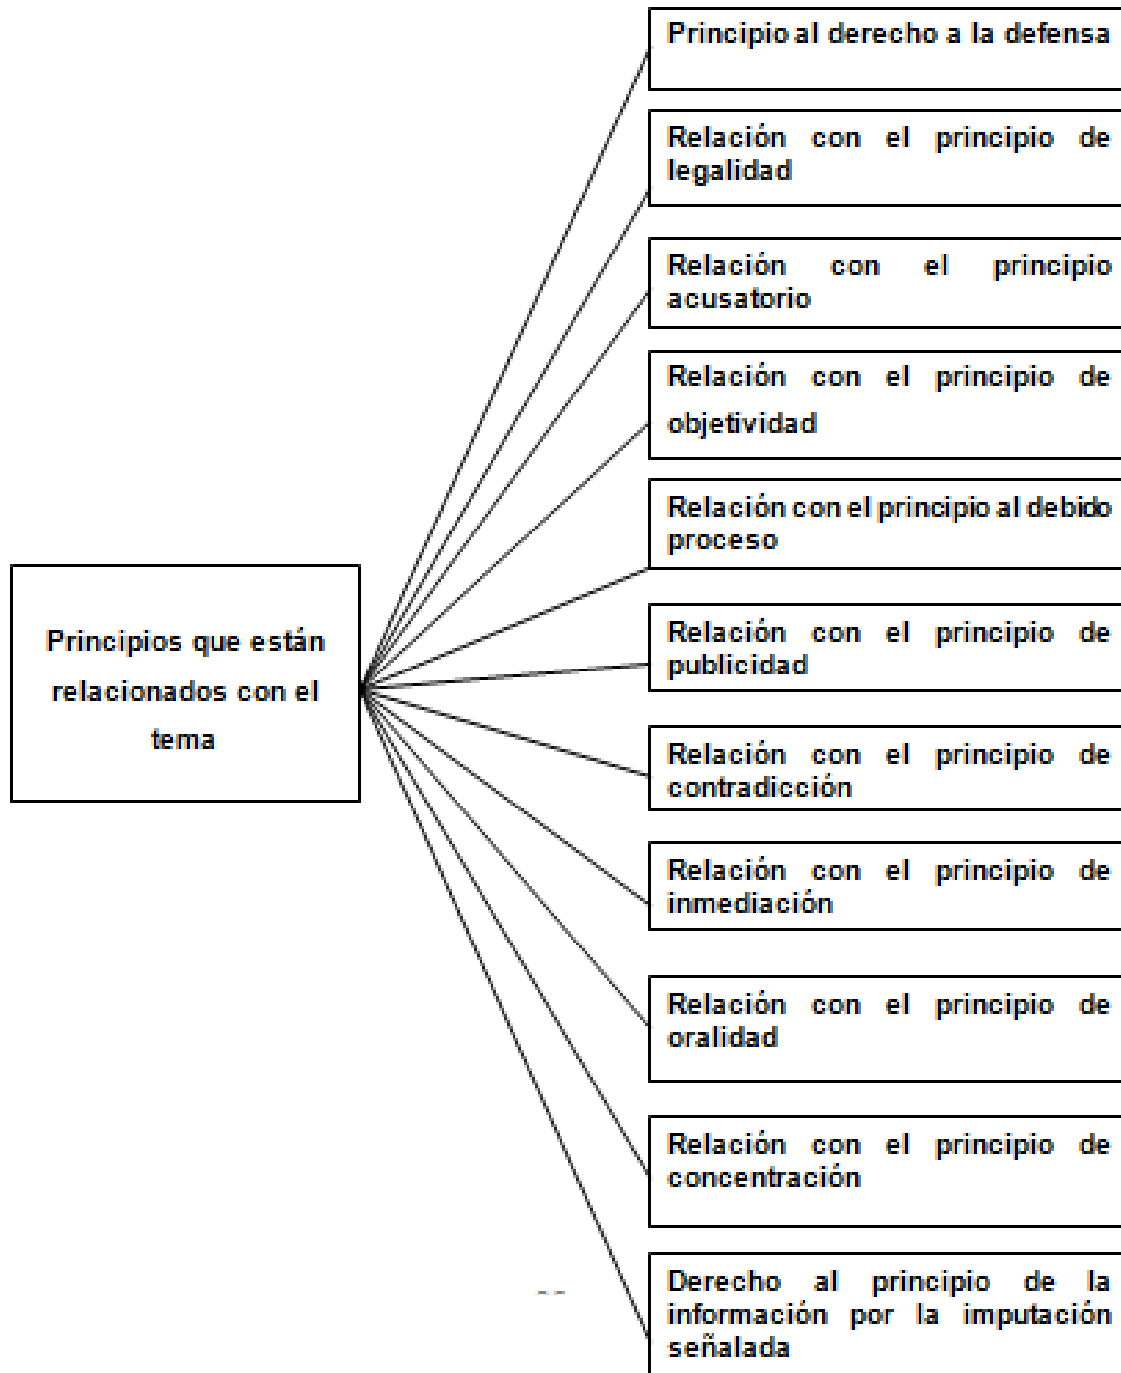 Principio al derecho a la defensa
Relación con el principio de
legalidad
Relación con el principio
acusatorio
Relación con el principio de
objetividad
Relación con el principio al debido
proceso
Principios que están
relacionados con el
tema
Relación con el principio de
publicidad
Relación con el principio de
contradicción
Relación con el principio de
inmediación
Relación con el principio de
oralidad
Relación con el principio de
concentración
Derecho al principio de la
información por la imputación
señalada